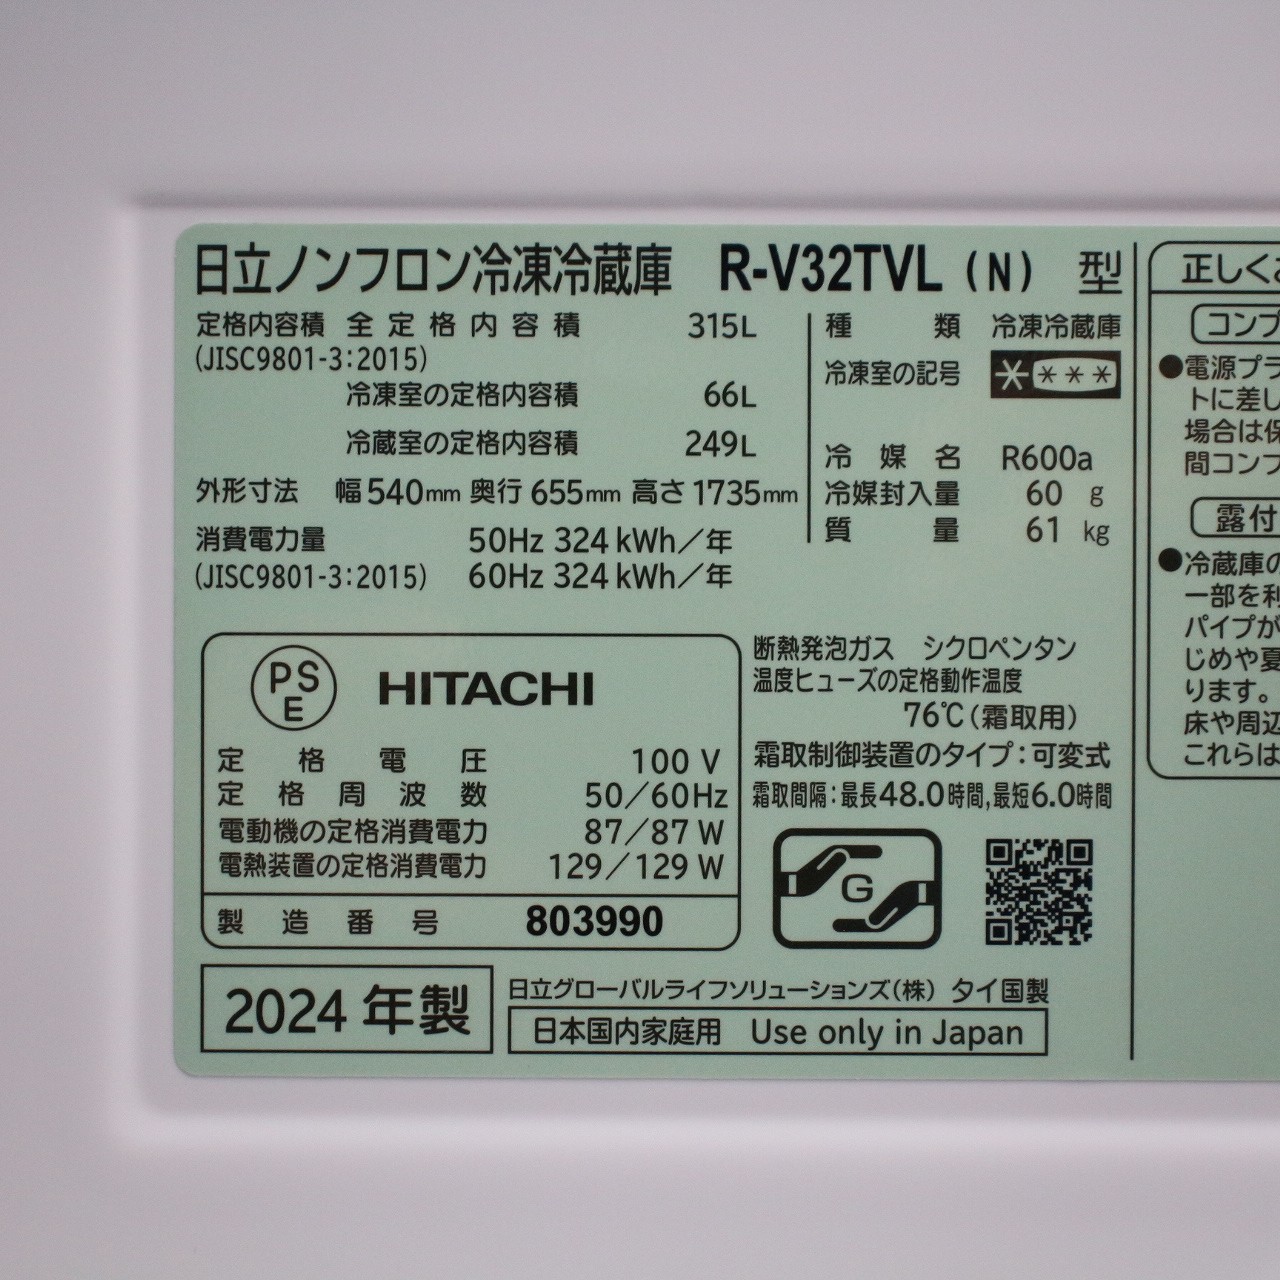 日立ノンフロン冷凍冷蔵庫 R-V32TVL (N) 型
定格内容積 全定格内容積 315L
(JISC9801-3:2015)
冷凍室の定格内容積 66L
冷蔵室の定格内容積 249L
外形寸法 幅540mm 奥行655mm 高さ1735mm
消費電力量 50Hz 324kWh/年
(JISC9801-3:2015) 60Hz 324kWh/年
種類 冷凍冷蔵庫
冷凍室の記号 ****
冷媒名 R600a
冷媒封入量 60 g
質量 61 kg
PSE HITACHI
定格電圧 100 V
定格周波数 50/60Hz
電動機の定格消費電力 87/87 W
電熱装置の定格消費電力 129/129 W
製造番号 803990
断熱発泡ガス シクロペンタン
温度ヒューズの定格動作温度
76℃(霜取用)
霜取制御装置のタイプ:可変式
霜取間隔:最長48.0時間,最短6.0時間
G
2024 年製
日立グローバルライフソリューションズ(株) タイ国製
日本国内家庭用 Use only in Japan
正しくお
コンプ
●電源プラ
トに差し
場合は保
間コンプ
露付
●冷蔵庫の
一部を利
パイプが
じめや夏
ります。
床や周辺
これらは